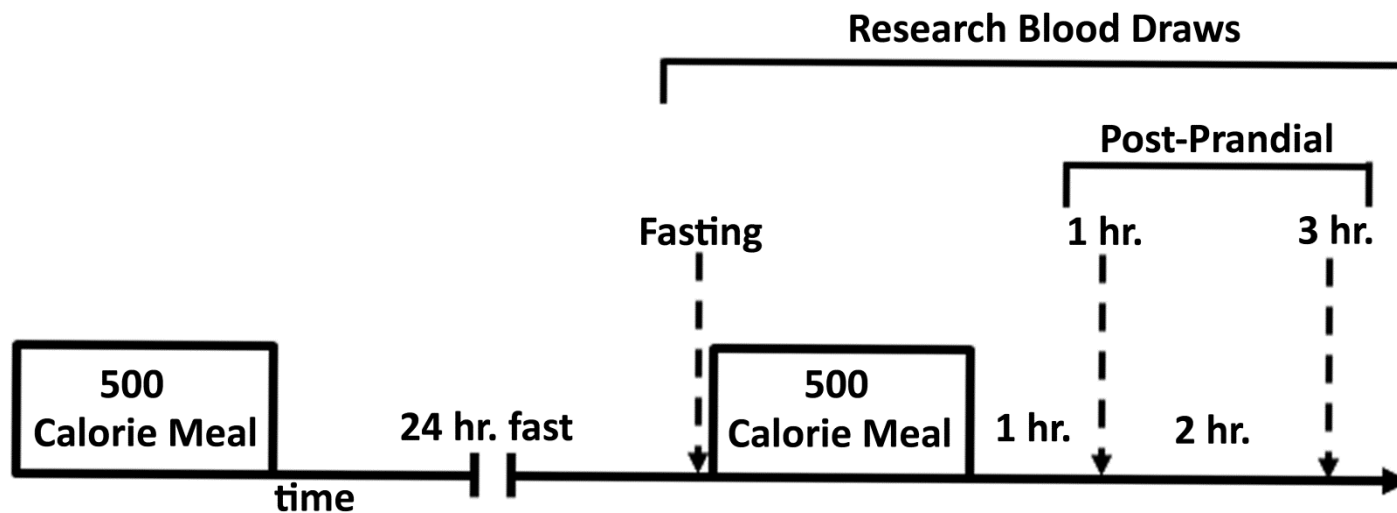 Research Blood Draws
Post-Prandial
Fasting
1 hr.
3 hr.
500
Calorie Meal
24 hr. fast
500
Calorie Meal
1 hr.
2 hr.
time